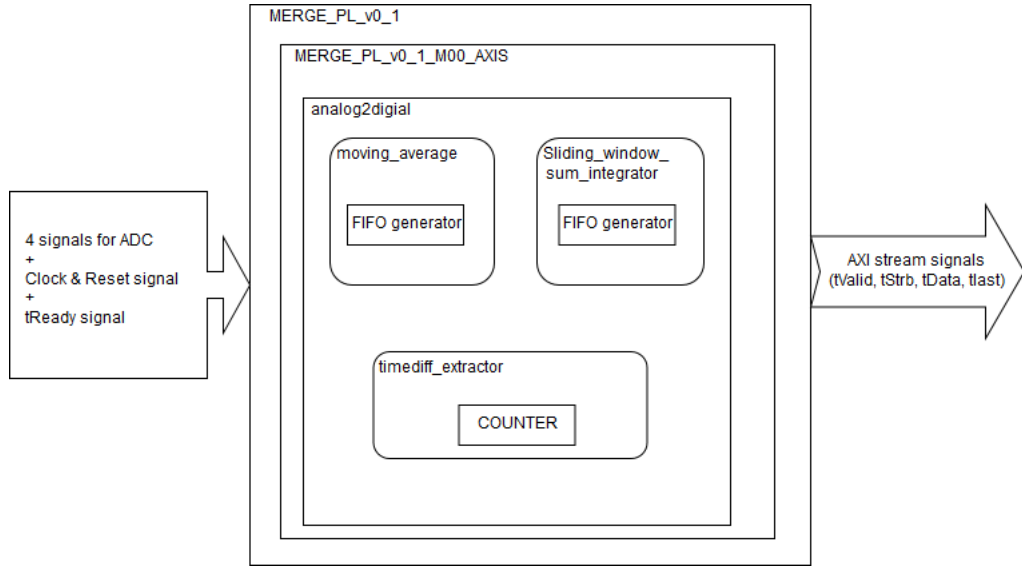 MERGE_PL_v0_1
MERGE_PL_v0_1_M00_AXIS
analog2digial
moving_average
FIFO generator
Sliding_window_
sum_integrator
FIFO generator
timediff_extractor
COUNTER
4 signals for ADC
+
Clock & Reset signal
+
tReady signal
AXI stream signals
(tValid, tStrb, tData, tlast)